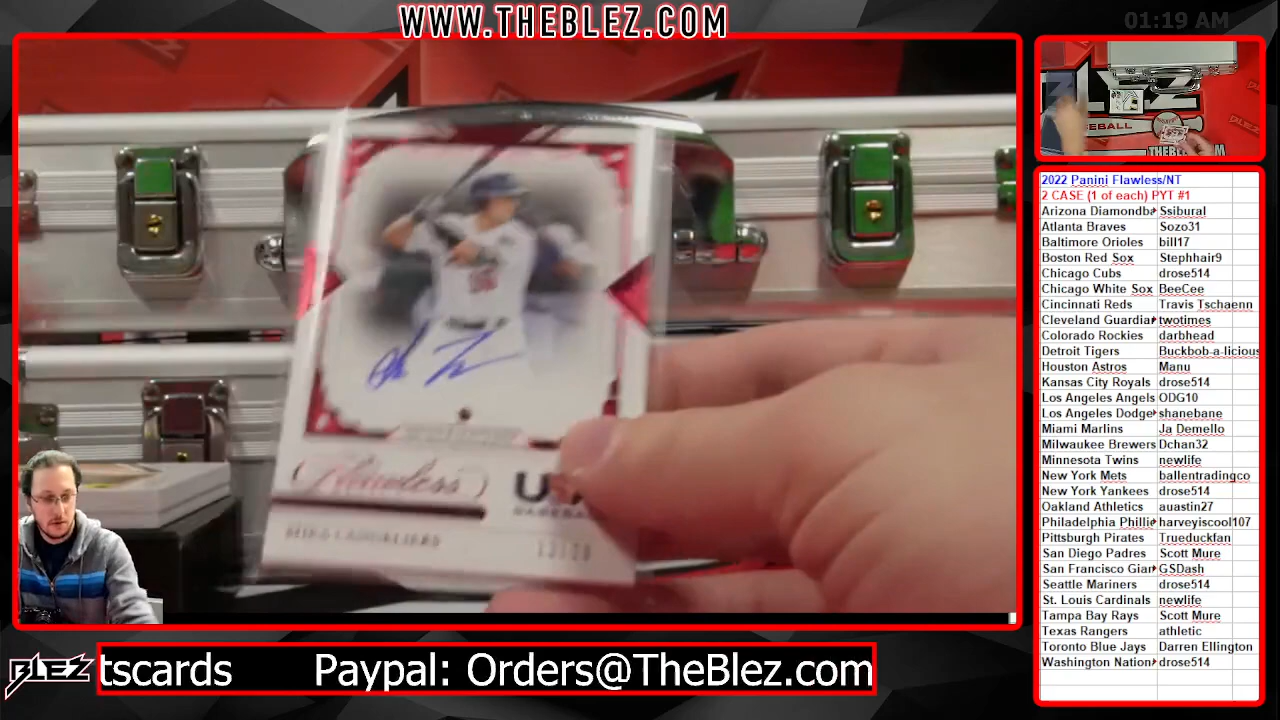 WWW.THEBLEZ.COM
01:19 AM
BLEZ
BASEBALL
Flawless
USA
BASEBALL
2022 Panini Flawless/NT
2 CASE (1 of each) PYT #1
Arizona Diamondba Ssibural
Atlanta Braves Sozo31
Baltimore Orioles bill17
Boston Red Sox Stephhair9
Chicago Cubs drose514
Chicago White Sox BeeCee
Cincinnati Reds Travis Tschaenn
Cleveland Guardian twotimes
Colorado Rockies darbhead
Detroit Tigers Buckbob-a-licious
Houston Astros Manu
Kansas City Royals drose514
Los Angeles Angels ODG10
Los Angeles Dodge shanebane
Miami Marlins Ja Demello
Milwaukee Brewers Dchan32
Minnesota Twins newlife
New York Mets ballentradingco
New York Yankees drose514
Oakland Athletics auastin27
Philadelphia Phillie harveyiscool107
Pittsburgh Pirates Trueduckfan
San Diego Padres Scott Mure
San Francisco Gian GSDash
Seattle Mariners drose514
St. Louis Cardinals newlife
Tampa Bay Rays Scott Mure
Texas Rangers athletic
Toronto Blue Jays Darren Ellington
Washington Nation drose514
BLEZ
tscards Paypal: Orders@TheBlez.com